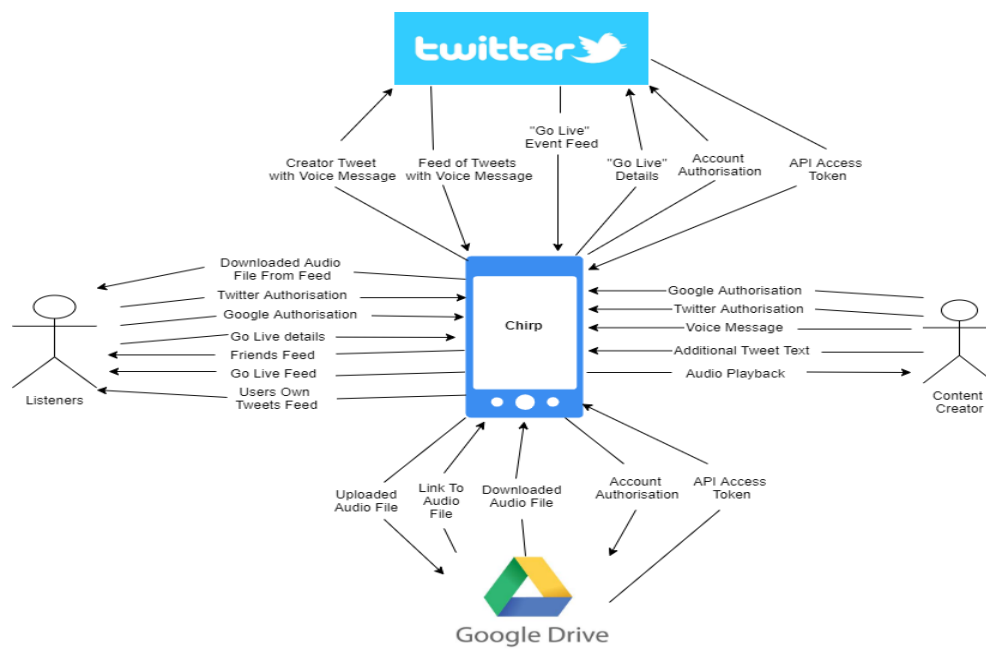 twitter
"Go Live"
Event Feed
Creator Tweet
with Voice Message
Feed of Tweets
with Voice Message
"Go Live"
Details
Account
Authorisation
API Access
Token
Downloaded Audio
File From Feed
Twitter Authorisation
Google Authorisation
Go Live details
Friends Feed
Go Live Feed
Users Own
Tweets Feed
Listeners
Chirp
Google Authorisation
Twitter Authorisation
Voice Message
Additional Tweet Text
Audio Playback
Content
Creator
Uploaded
Audio File
Link To
Audio
File
Downloaded
Audio File
Account
Authorisation
API Access
Token
Google Drive